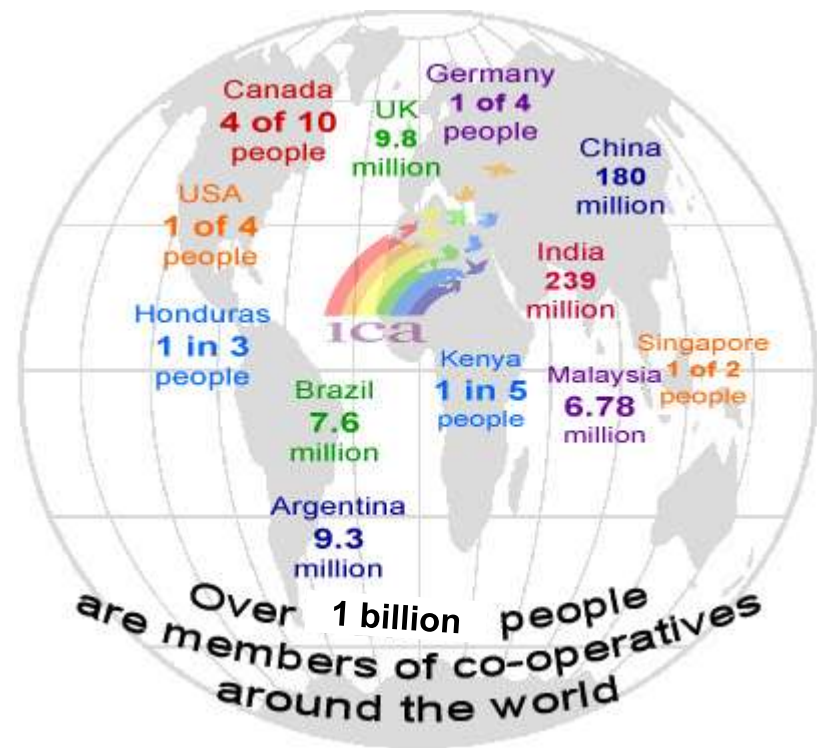 Canada
4 of 10
people
UK
9.8
million
Germany
1 of 4
people
China
180
million
USA
1 of 4
people
India
239
million
ica
Honduras
1 in 3
people
Kenya
1 in 5
people
Malaysia
6.78
million
Singapore
1 of 2
people
Brazil
7.6
million
Argentina
9.3
million
Over 1 billion people
are members of co-operatives
around the world